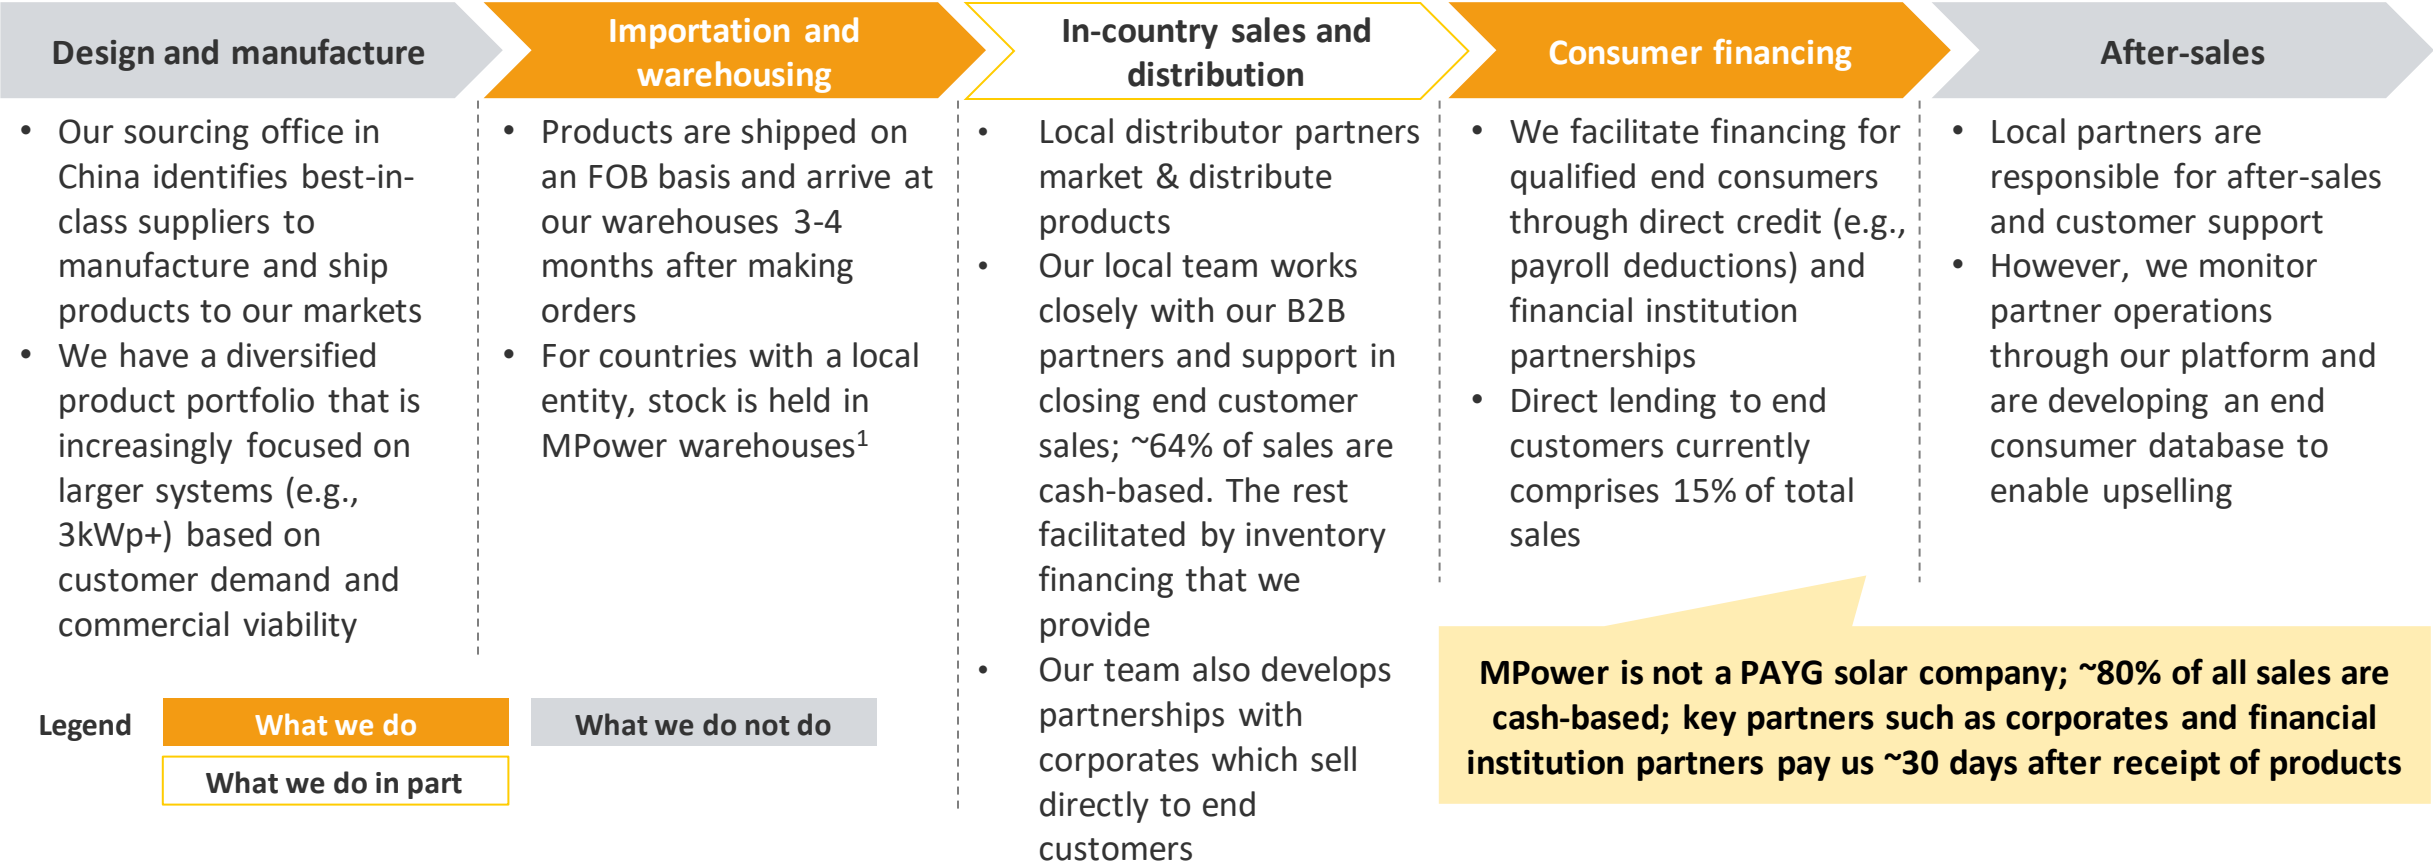 Design and manufacture
Our sourcing office in
China identifies best-in-
class suppliers to
manufacture and ship
products to our markets
We have a diversified
product portfolio that is
increasingly focused on
larger systems (e.g.,
3kWp+) based on
customer demand and
commercial viability
Importation and
warehousing
Products are shipped on
an FOB basis and arrive at
our warehouses 3-4
months after making
orders
For countries with a local
entity, stock is held in
MPower warehouses¹
In-country sales and
distribution
Local distributor partners
market & distribute
products
Our local team works
closely with our B2B
partners and support in
closing end customer
sales; ~64% of sales are
cash-based. The rest
facilitated by inventory
financing that we
provide
Our team also develops
partnerships with
corporates which sell
directly to end
customers
Consumer financing
We facilitate financing for
qualified end consumers
through direct credit (e.g.,
payroll deductions) and
financial institution
partnerships
Direct lending to end
customers currently
comprises 15% of total
sales
After-sales
Local partners are
responsible for after-sales
and customer support
However, we monitor
partner operations
through our platform and
are developing an end
consumer database to
enable upselling
MPower is not a PAYG solar company; ~80% of all sales are
cash-based; key partners such as corporates and financial
institution partners pay us ~30 days after receipt of products
Legend
What we do
What we do not do
What we do in part